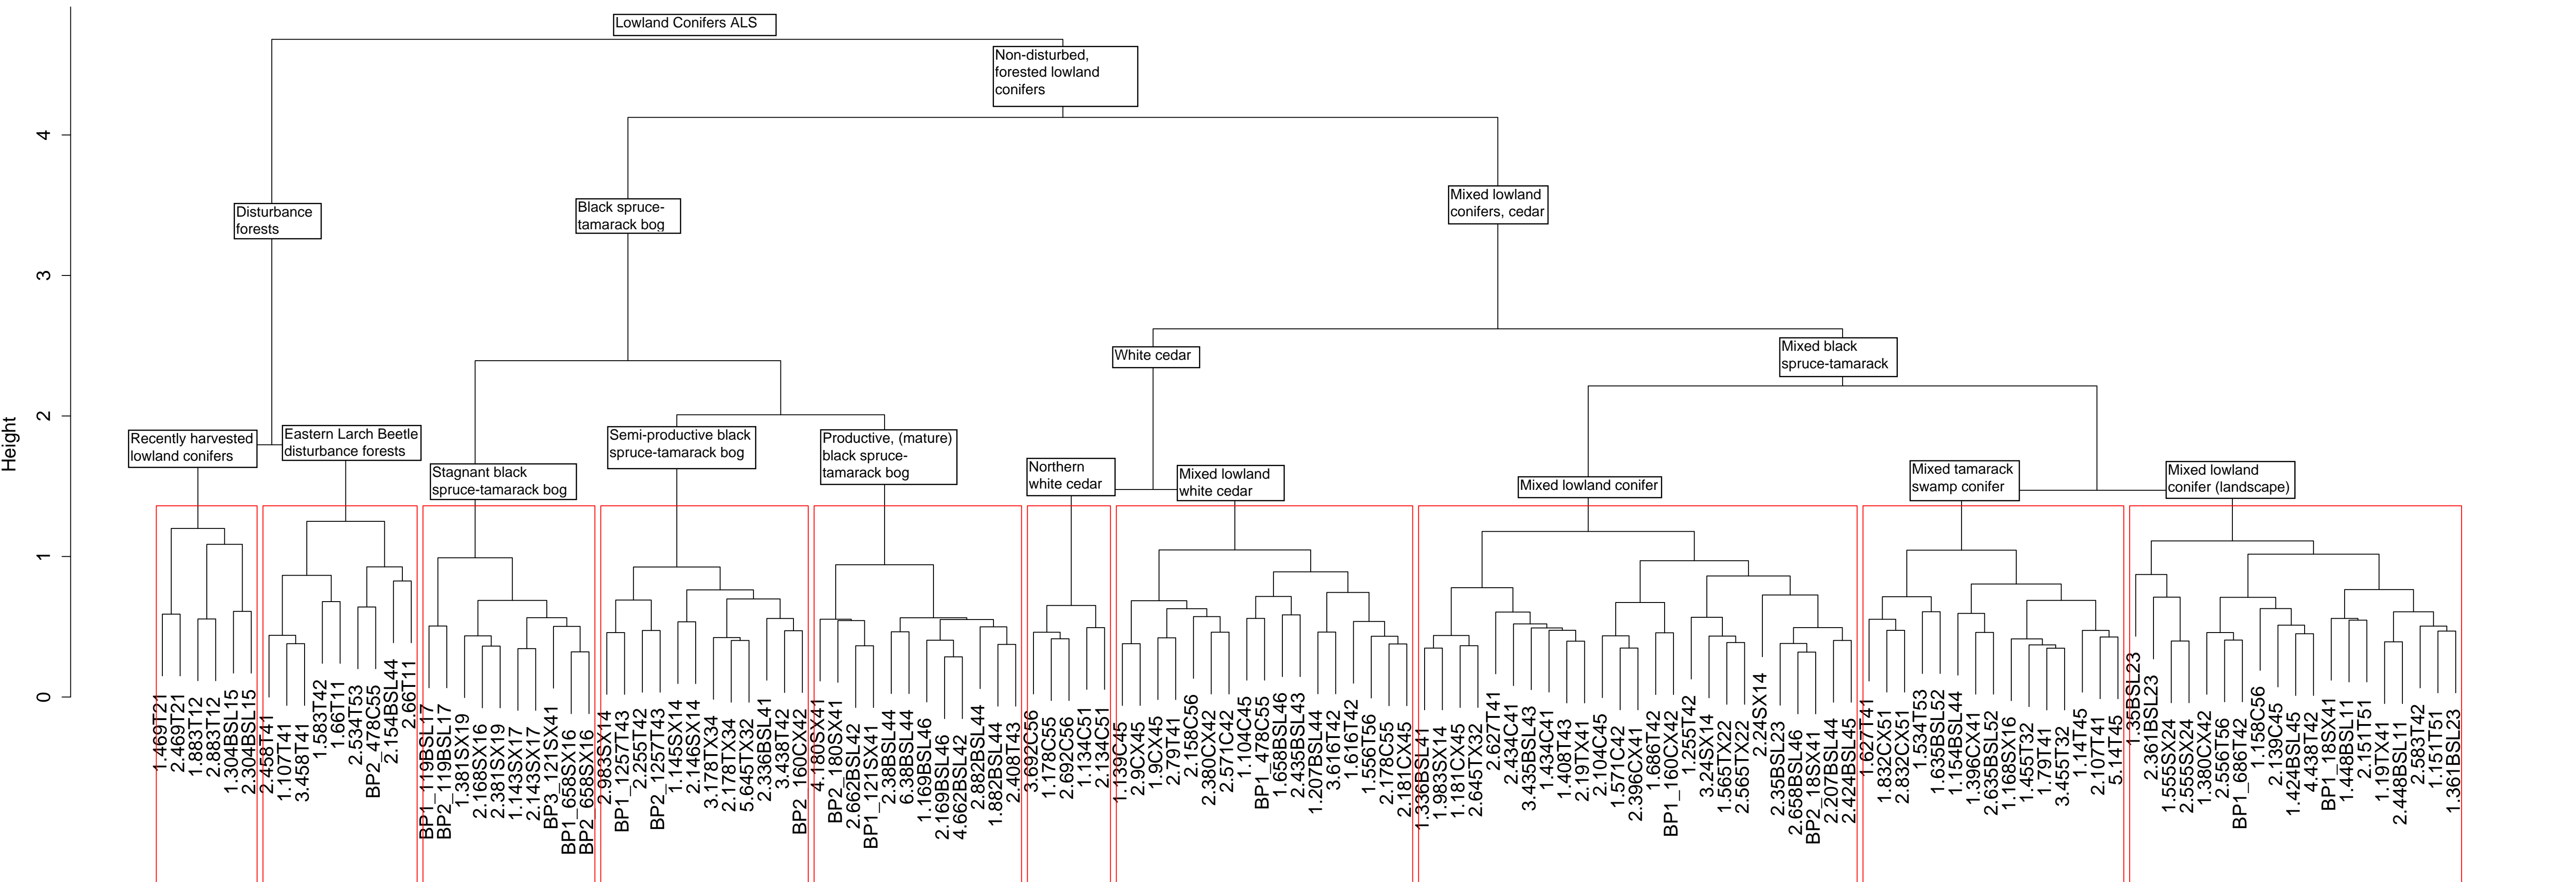 Lowland Conifers ALS
Non-disturbed,
forested lowland
conifers
Height
0
1
2
3
4
Disturbance
forests
Black spruce-
tamarack bog
Mixed lowland
conifers, cedar
White cedar
Mixed black
spruce-tamarack
Recently harvested
lowland conifers
Eastern Larch Beetle
disturbance forests
Stagnant black
spruce-tamarack bog
Semi-productive black
spruce-tamarack bog
Productive, (mature)
black spruce-
tamarack bog
Northern
white cedar
Mixed lowland
white cedar
Mixed lowland conifer
Mixed tamarack
swamp conifer
Mixed lowland
conifer (landscape)
1.469T21
2.469T21
1.883T12
2.883T12
1.304BSL15
2.304BSL15
2.458T41
1.107T41
3.458T41
1.583T42
1.66T11
2.534T53
BP2_478C55
2.154BSL44
2.66T11
BP1_119BSL17
BP2_119BSL17
1.381SX19
2.168SX16
2.381SX19
1.143SX17
2.143SX17
BP3_121SX41
BP1_658SX16
BP2_658SX16
2.983SX14
BP1_1257T43
2.255T42
BP2_1257T43
1.145SX14
2.146SX14
3.178TX34
2.178TX34
5.645TX32
2.336BSL41
3.438T42
BP2_160CX42
4.180SX41
BP2_180SX41
2.662BSL42
BP1_121SX41
2.38BSL44
6.38BSL44
1.169BSL46
2.169BSL46
4.662BSL42
2.882BSL44
1.882BSL44
2.408T43
3.692C56
1.178C55
2.692C56
1.134C51
2.134C51
1.139C45
2.9CX45
1.9CX45
2.79T41
2.158C56
2.380CX42
2.571C42
1.104C45
BP1_478C55
1.658BSL46
2.435BSL43
1.207BSL44
3.616T42
1.616T42
1.556T56
2.178C55
2.181CX45
1.336BSL41
1.983SX14
1.181CX45
2.645TX32
2.627T41
2.434C41
3.435BSL43
1.434C41
1.408T43
2.19TX41
2.104C45
1.571C42
2.396CX41
1.686T42
BP1_160CX42
1.255T42
3.24SX14
1.565TX22
2.565TX22
2.24SX14
2.35BSL23
2.658BSL46
BP2_18SX41
2.207BSL44
2.424BSL45
1.627T41
1.832CX51
2.832CX51
1.534T53
1.635BSL52
1.154BSL44
1.396CX41
2.635BSL52
1.168SX16
1.455T32
1.79T41
3.455T32
1.14T45
2.107T41
5.14T45
1.35BSL23
2.361BSL23
1.555SX24
2.555SX24
1.380CX42
2.556T56
BP1_686T42
1.158C56
2.139C45
1.424BSL45
4.438T42
BP1_18SX41
1.448BSL11
2.151T51
1.19TX41
2.448BSL11
2.583T42
1.151T51
1.361BSL23